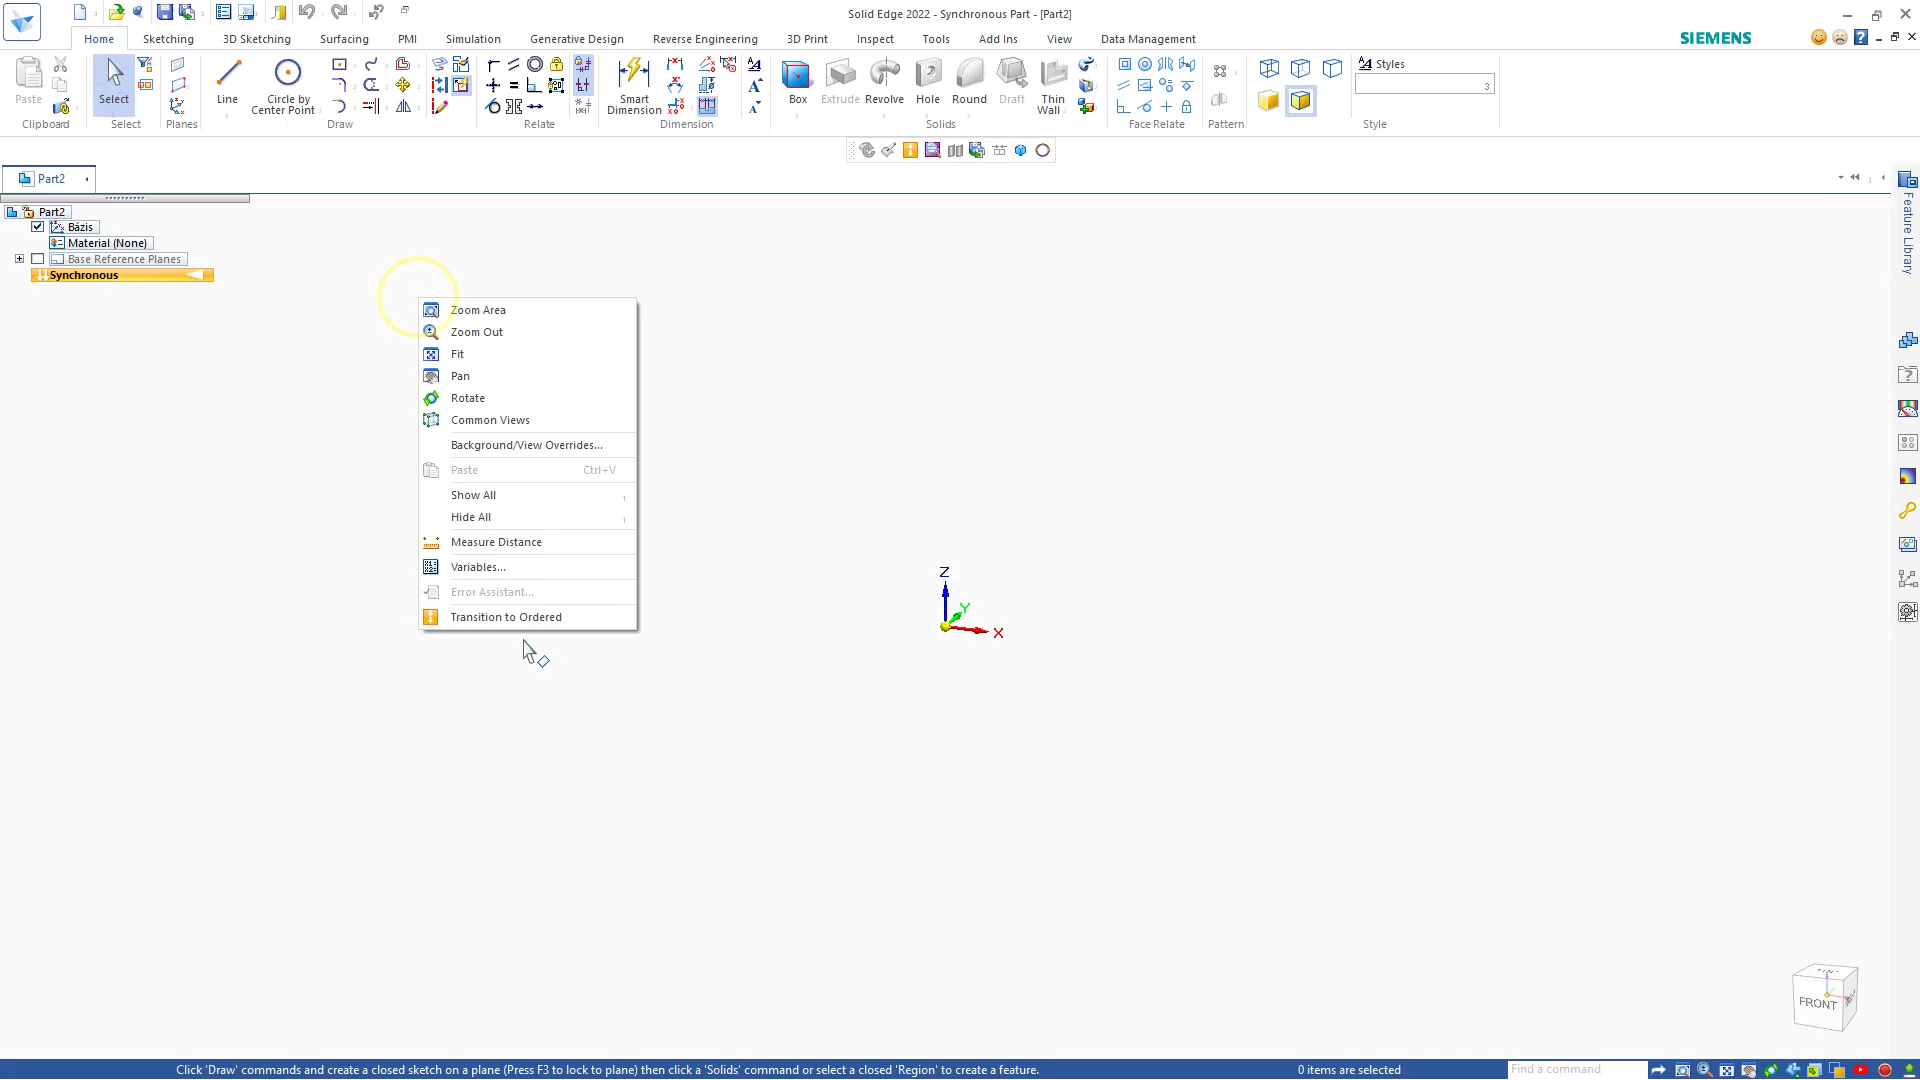 Solid Edge 2022 - Synchronous Part - [Part2]
Home Sketching 3D Sketching Surfacing PMI Simulation Generative Design Reverse Engineering 3D Print Inspect Tools Add Ins View Data Management
SIEMENS
Paste
Clipboard
Select
Select
Planes
Line
Circle by
Center Point
Draw
Relate
Smart
Dimension
Dimension
Box
Extrude
Revolve
Hole
Round
Draft
Thin
Wall
Solids
Face Relate
Pattern
Styles
3
Style
Part2
3
Part2
Bázis
Material (None)
Base Reference Planes
Synchronous
Zoom Area
Zoom Out
Fit
Pan
Rotate
Common Views
Background/View Overrides...
Paste Ctrl+V
Show All
Hide All
Measure Distance
Variables...
Error Assistant...
Transition to Ordered
Z
Y
X
Feature Library
FRONT
Click 'Draw' commands and create a closed sketch on a plane (Press F3 to lock to plane) then click a 'Solids' command or select a closed 'Region' to create a feature.
0 items are selected
Find a command